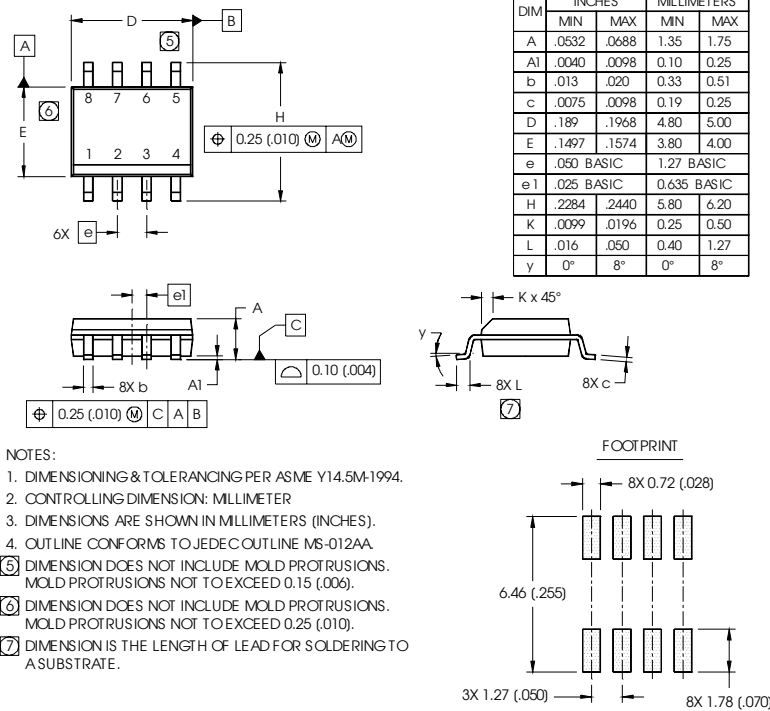 D
B
5
A
8 7 6 5
6
E
H
⌖ 0.25 (.010) Ⓜ AⓂ
1 2 3 4
6X e
DIM INCHES MILLIMETERS
MIN MAX MIN MAX
A .0532 .0688 1.35 1.75
A1 .0040 .0098 0.10 0.25
b .013 .020 0.33 0.51
c .0075 .0098 0.19 0.25
D .189 .1968 4.80 5.00
E .1497 .1574 3.80 4.00
e .050 BASIC 1.27 BASIC
e1 .025 BASIC 0.635 BASIC
H .2284 .2440 5.80 6.20
K .0099 .0196 0.25 0.50
L .016 .050 0.40 1.27
y 0° 8° 0° 8°
e1
A
C
8X b
A1
⌓ 0.10 (.004)
⌖ 0.25 (.010) Ⓜ C A B
K x 45°
y
8X L
7
8X c
NOTES:
1. DIMENSIONING & TOLERANCING PER ASME Y14.5M-1994.
2. CONTROLLING DIMENSION: MILLIMETER
3. DIMENSIONS ARE SHOWN IN MILLIMETERS (INCHES).
4. OUTLINE CONFORMS TO JEDEC OUTLINE MS-012AA.
5 DIMENSION DOES NOT INCLUDE MOLD PROTRUSIONS.
MOLD PROTRUSIONS NOT TO EXCEED 0.15 (.006).
6 DIMENSION DOES NOT INCLUDE MOLD PROTRUSIONS.
MOLD PROTRUSIONS NOT TO EXCEED 0.25 (.010).
7 DIMENSION IS THE LENGTH OF LEAD FOR SOLDERING TO
A SUBSTRATE.
FOOTPRINT
8X 0.72 (.028)
6.46 (.255)
3X 1.27 (.050)
8X 1.78 (.070)